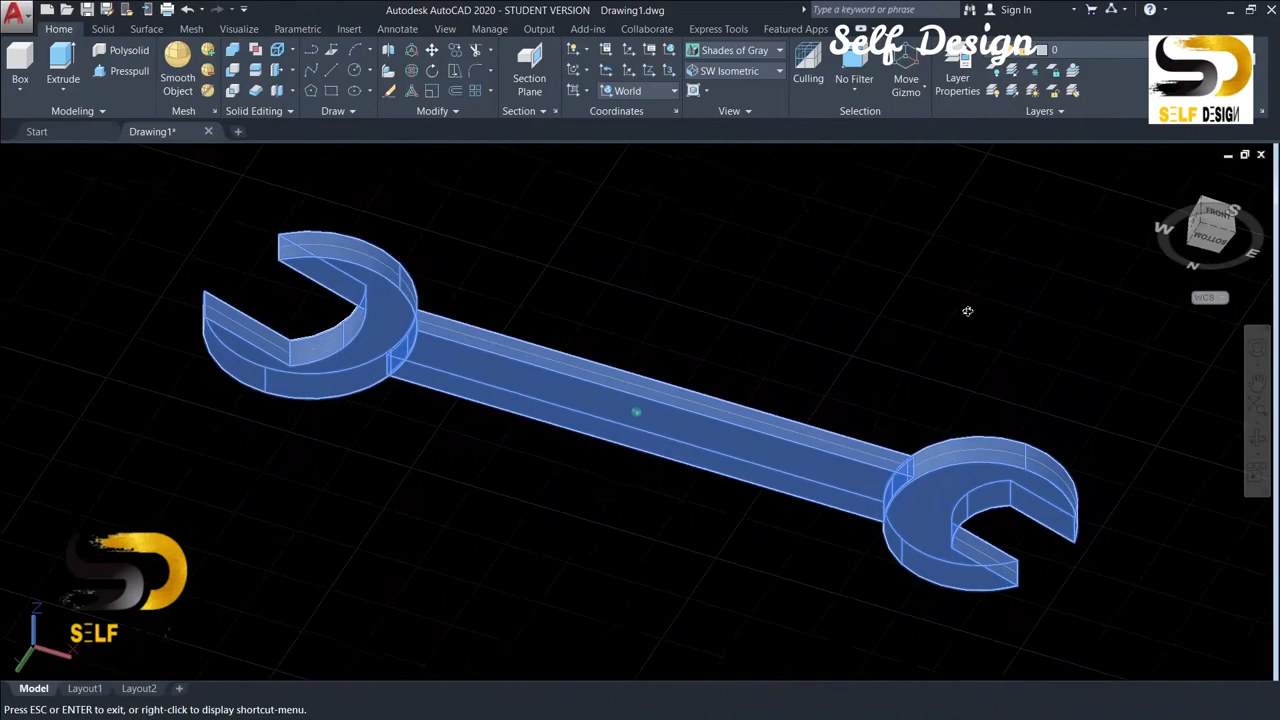 Autodesk AutoCAD 2020 - STUDENT VERSION Drawing1.dwg
Type a keyword or phrase
Sign In
Home Solid Surface Mesh Visualize Parametric Insert Annotate View Manage Output Add-ins Collaborate Express Tools Featured Apps
Self Design
Polysolid
Presspull
Box
Extrude
Smooth
Object
Section
Plane
World
Shades of Gray
SW Isometric
Culling
No Filter
Move
Gizmo
Layer
Properties
0
SELF DESIGN
Modeling
Mesh
Solid Editing
Draw
Modify
Section
Coordinates
View
Selection
Layers
Start
Drawing1*
FRONT
BOTTOM
S
W
E
N
WCS
SELF
Z
X
Model
Layout1
Layout2
Press ESC or ENTER to exit, or right-click to display shortcut-menu.